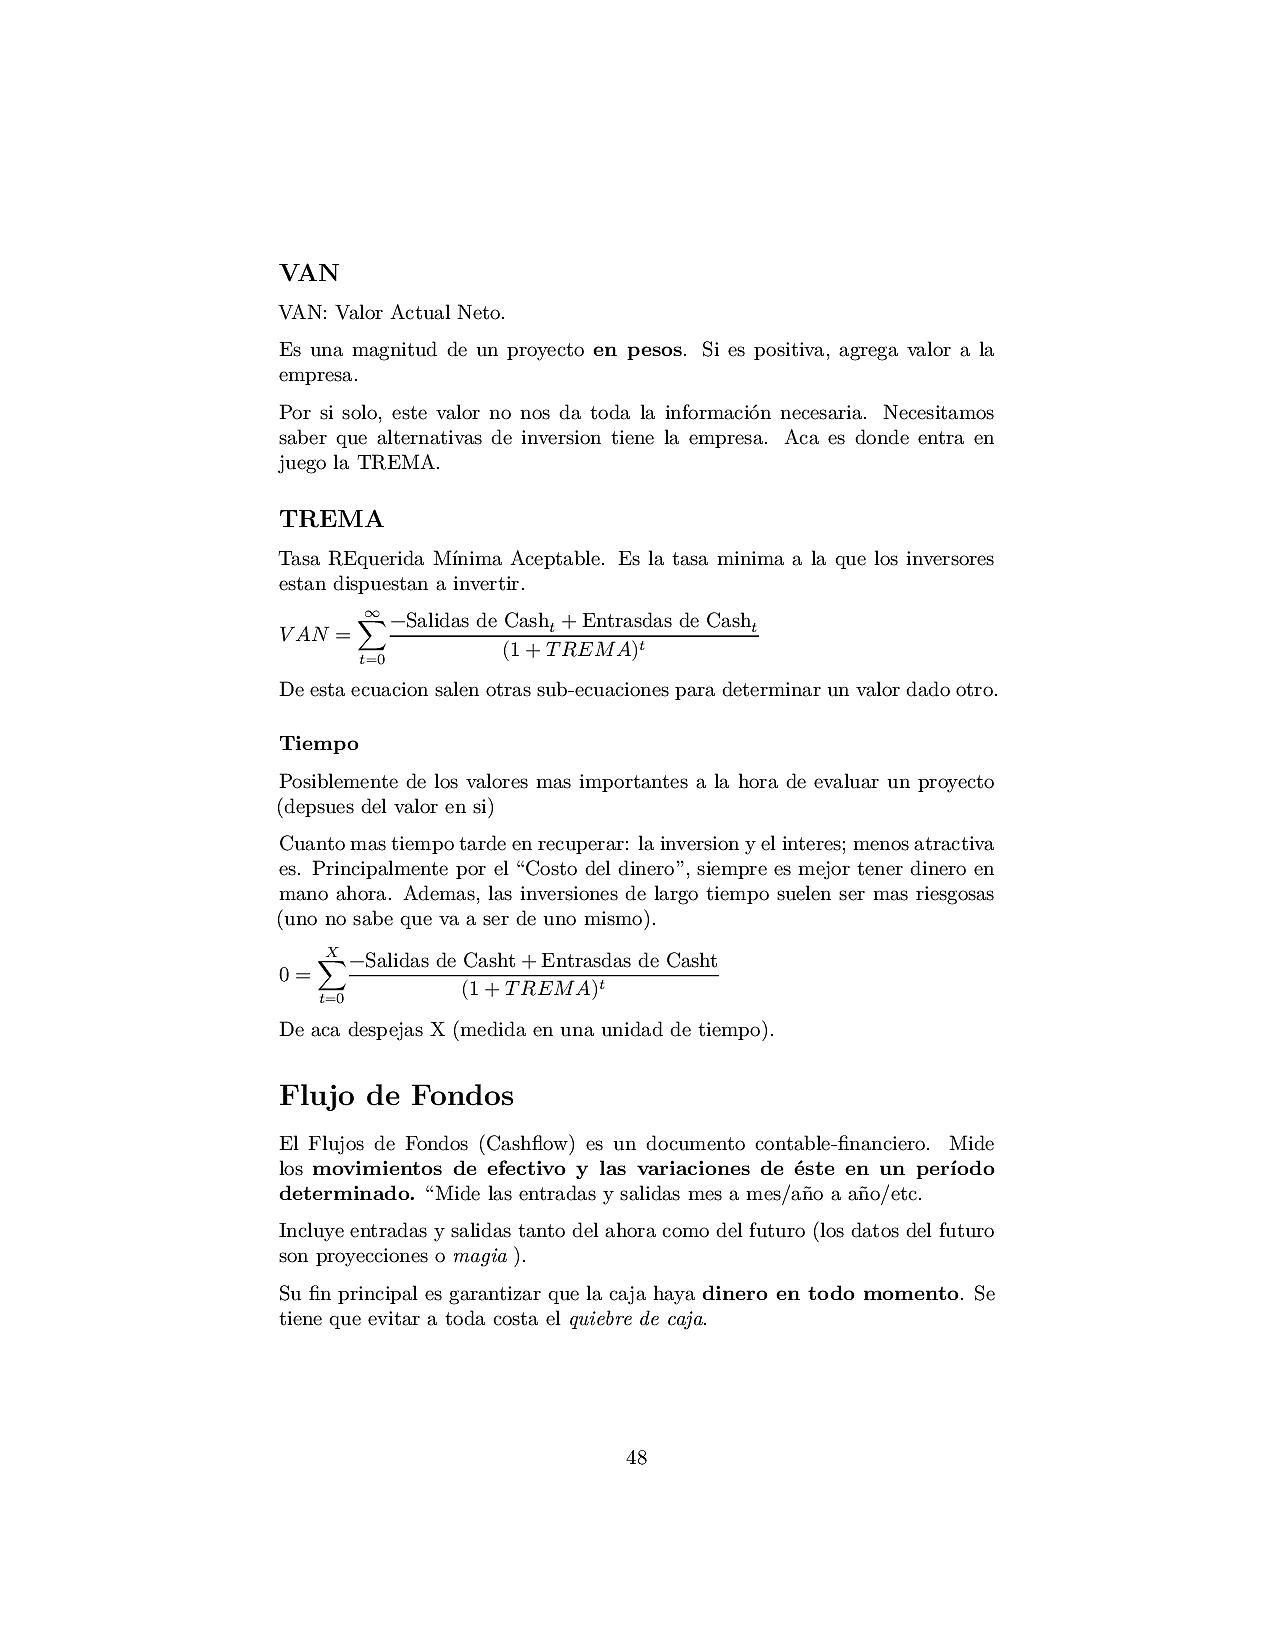 VAN
VAN: Valor Actual Neto.
Es una magnitud de un proyecto en pesos. Si es positiva, agrega valor a la
empresa.
Por si solo, este valor no nos da toda la información necesaria. Necesitamos
saber que alternativas de inversion tiene la empresa. Aca es donde entra en
juego la TREMA.
TREMA
Tasa REquerida Mínima Aceptable. Es la tasa minima a la que los inversores
estan dispuestan a invertir.
$VAN = \sum_{t=0}^{\infty} \frac{-\text{Salidas de Cash}_t + \text{Entrasdas de Cash}_t}{(1 + TREMA)^t}$
De esta ecuacion salen otras sub-ecuaciones para determinar un valor dado otro.
Tiempo
Posiblemente de los valores mas importantes a la hora de evaluar un proyecto
(depsues del valor en si)
Cuanto mas tiempo tarde en recuperar: la inversion y el interes; menos atractiva
es. Principalmente por el “Costo del dinero”, siempre es mejor tener dinero en
mano ahora. Ademas, las inversiones de largo tiempo suelen ser mas riesgosas
(uno no sabe que va a ser de uno mismo).
$0 = \sum_{t=0}^{X} \frac{-\text{Salidas de Casht} + \text{Entrasdas de Casht}}{(1 + TREMA)^t}$
De aca despejas X (medida en una unidad de tiempo).
Flujo de Fondos
El Flujos de Fondos (Cashflow) es un documento contable-financiero. Mide
los movimientos de efectivo y las variaciones de éste en un período
determinado. “Mide las entradas y salidas mes a mes/año a año/etc.
Incluye entradas y salidas tanto del ahora como del futuro (los datos del futuro
son proyecciones o magia ).
Su fin principal es garantizar que la caja haya dinero en todo momento. Se
tiene que evitar a toda costa el quiebre de caja.
48